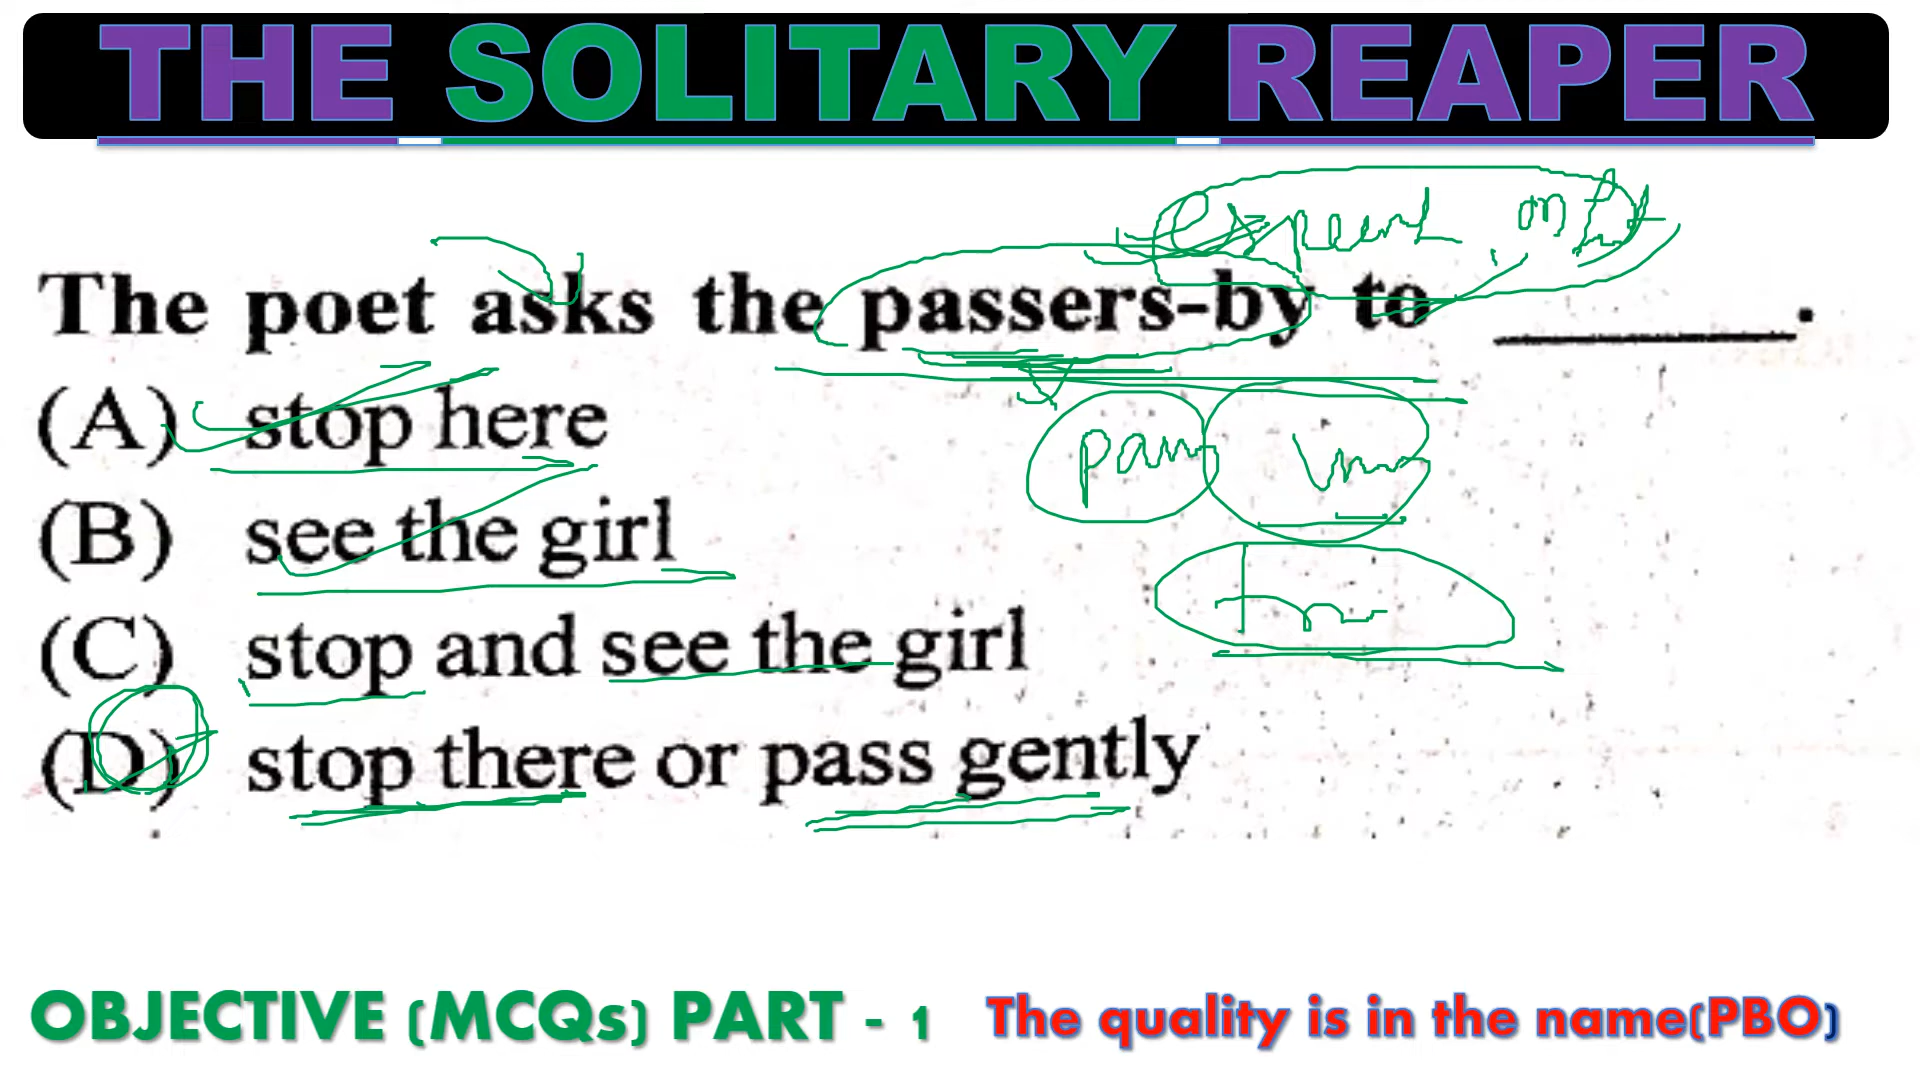 THE SOLITARY REAPER
The poet asks the passers-by to ________.
(A) stop here
(B) see the girl
(C) stop and see the girl
(D) stop there or pass gently
OBJECTIVE (MCQs) PART - 1 The quality is in the name(PBO)